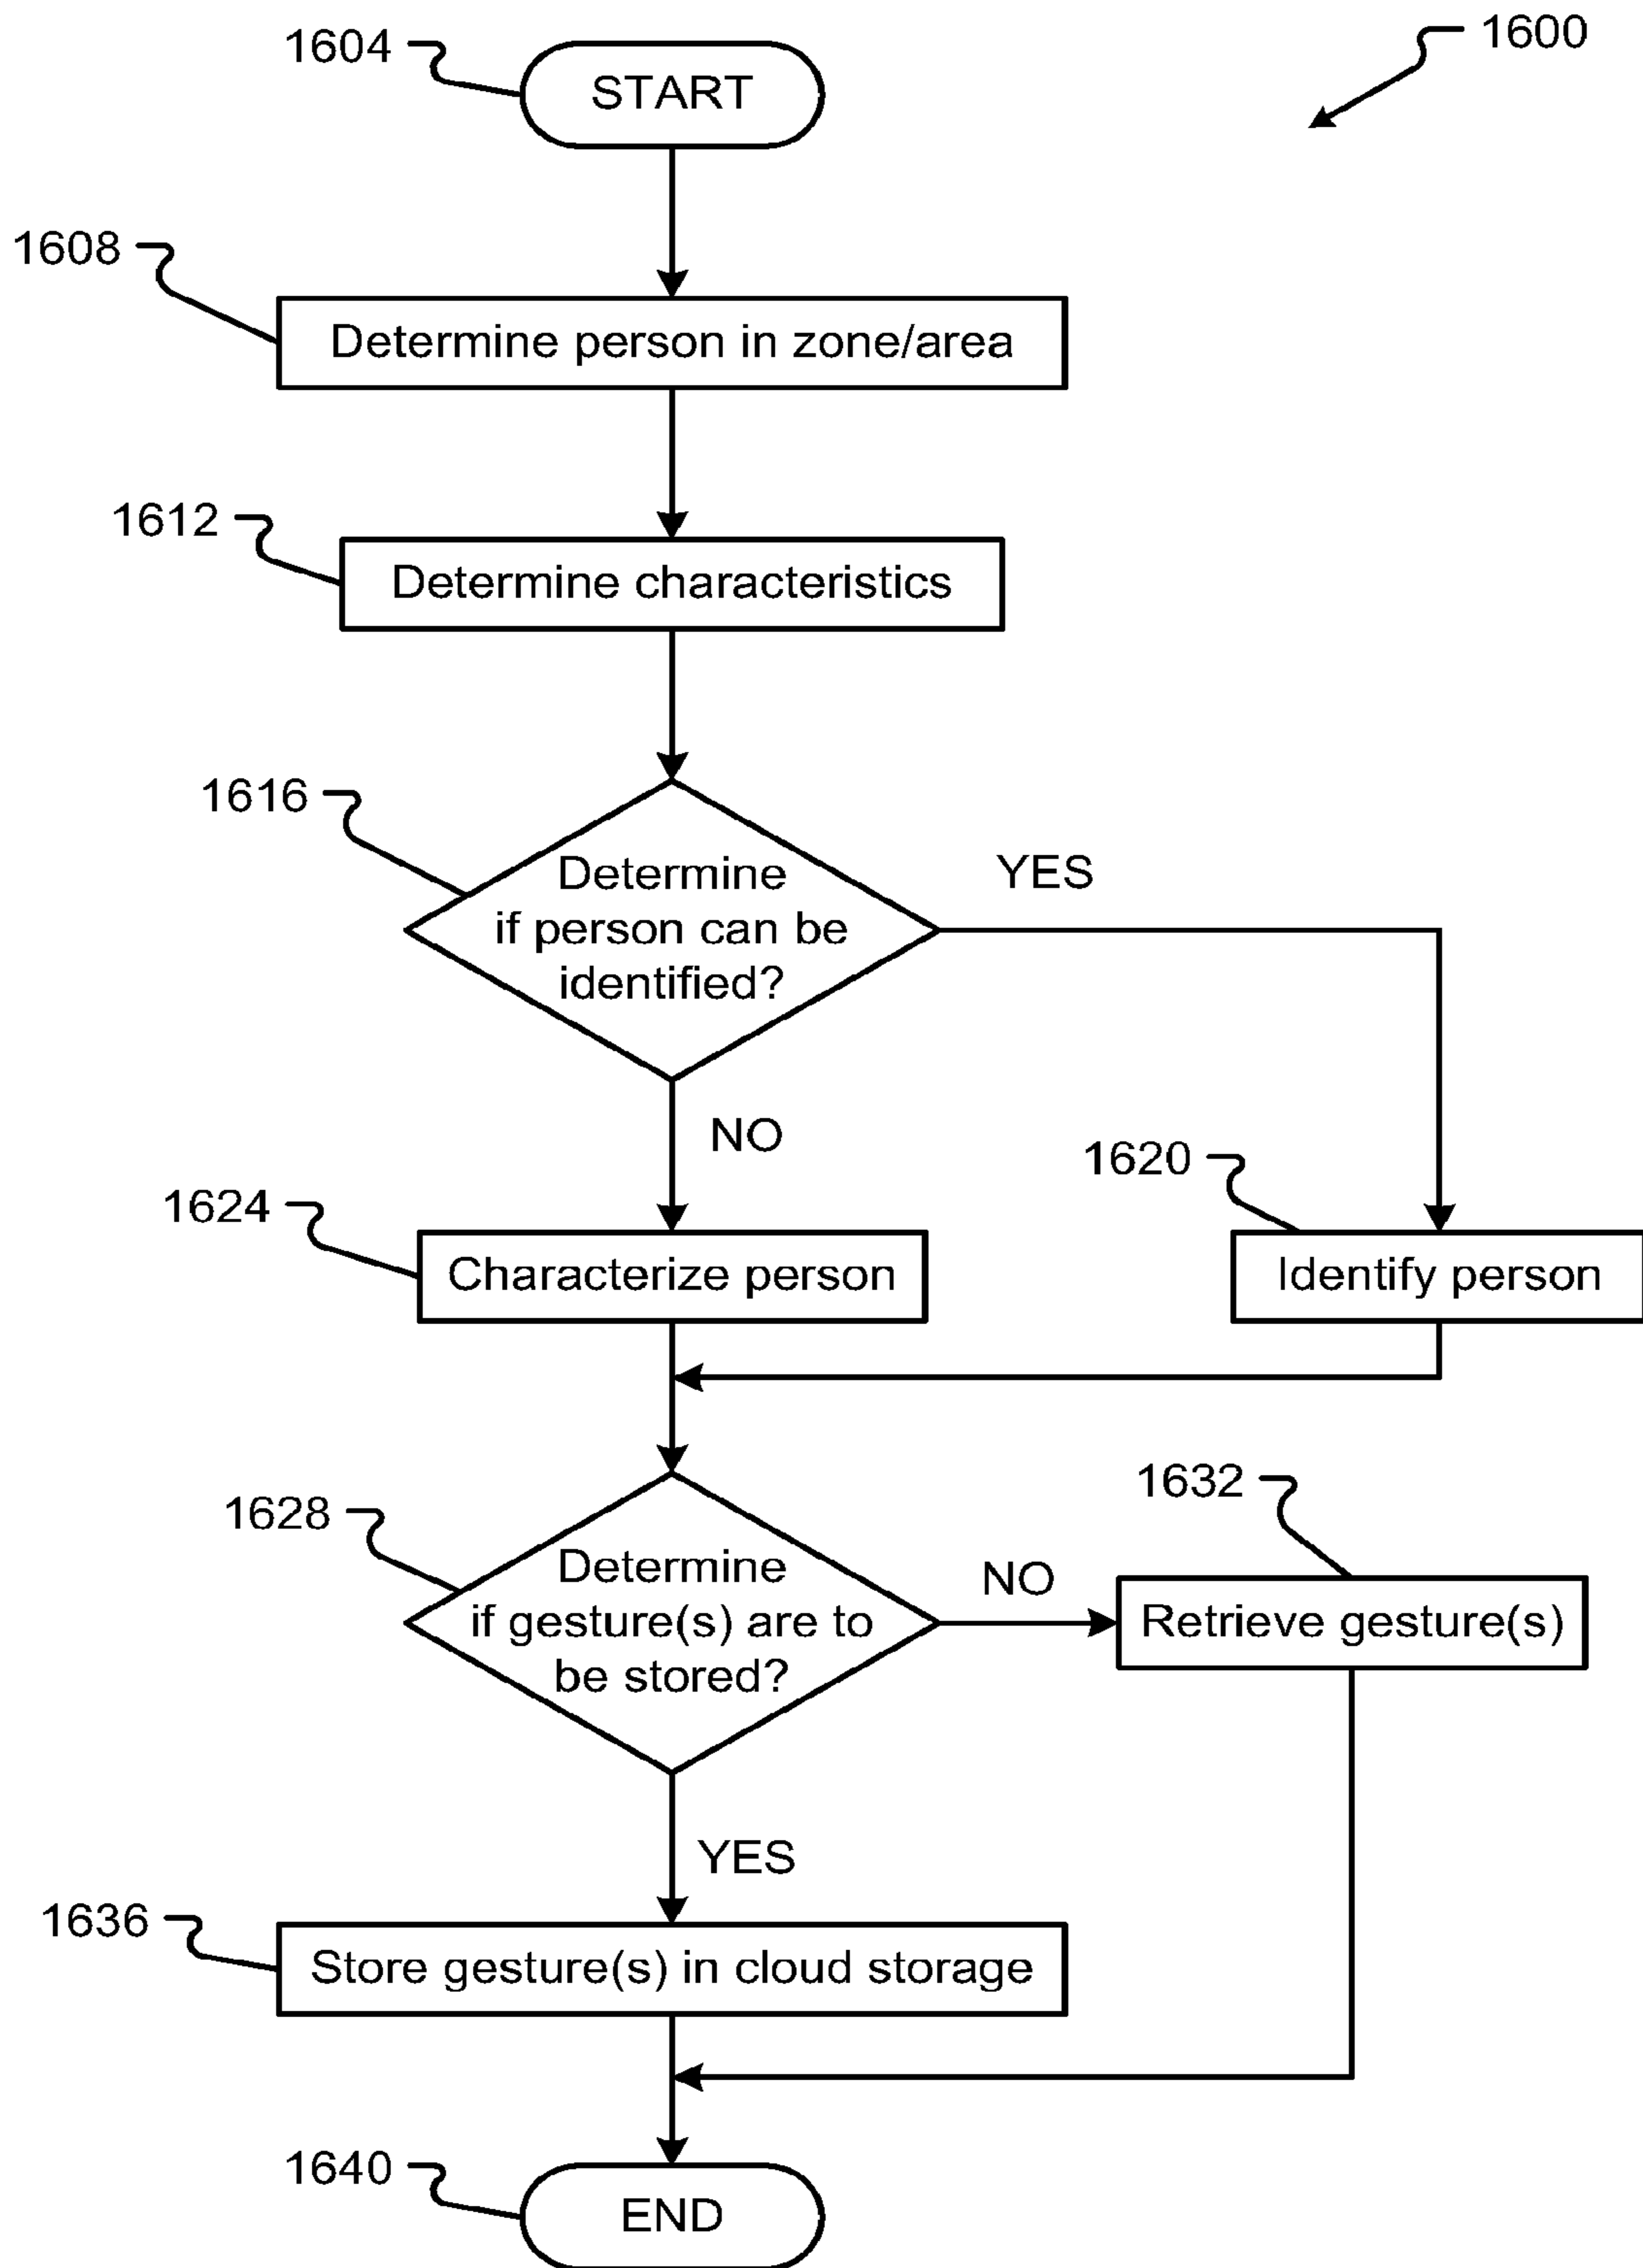 1600
1604
START
1608
Determine person in zone/area
1612
Determine characteristics
1616
Determine
if person can be
identified?
YES
NO
1620
1624
Characterize person
Identify person
1628
1632
Determine
if gesture(s) are to
be stored?
NO
Retrieve gesture(s)
YES
1636
Store gesture(s) in cloud storage
1640
END